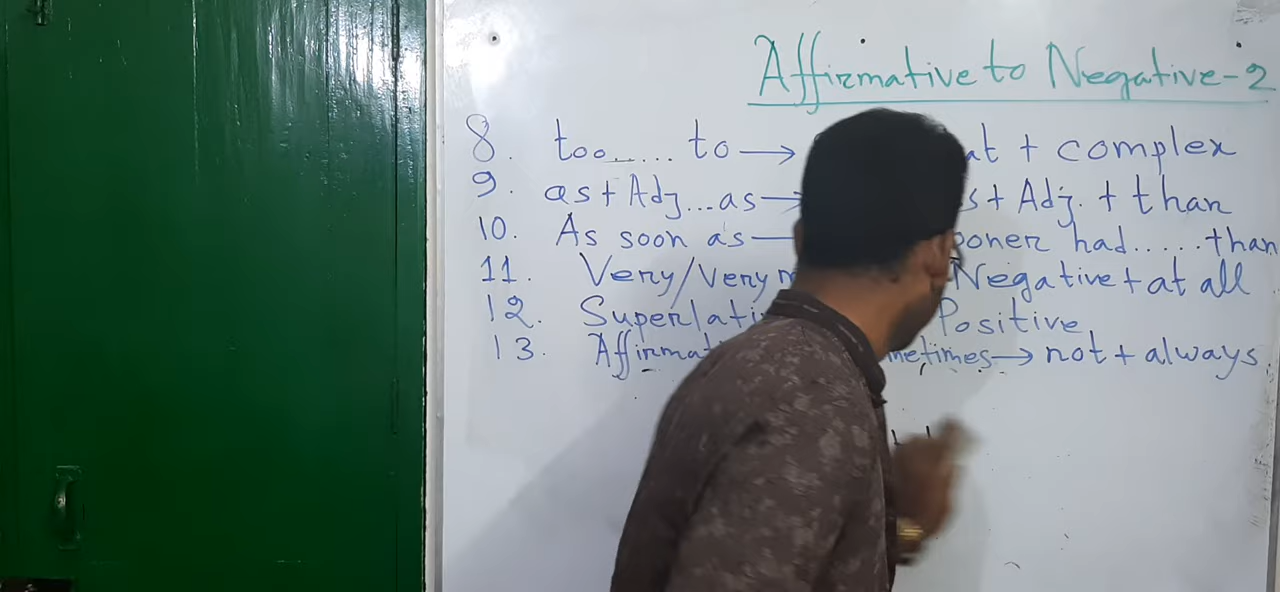 Affirmative to Negative-2
8. too...... to → at + complex
9. as + Adj...as → s + Adj. + than
10. As soon as ooner had.....than
11. Very/Very Negative + at all
12. Superlati Positive
13. Affirmat metimes → not + always